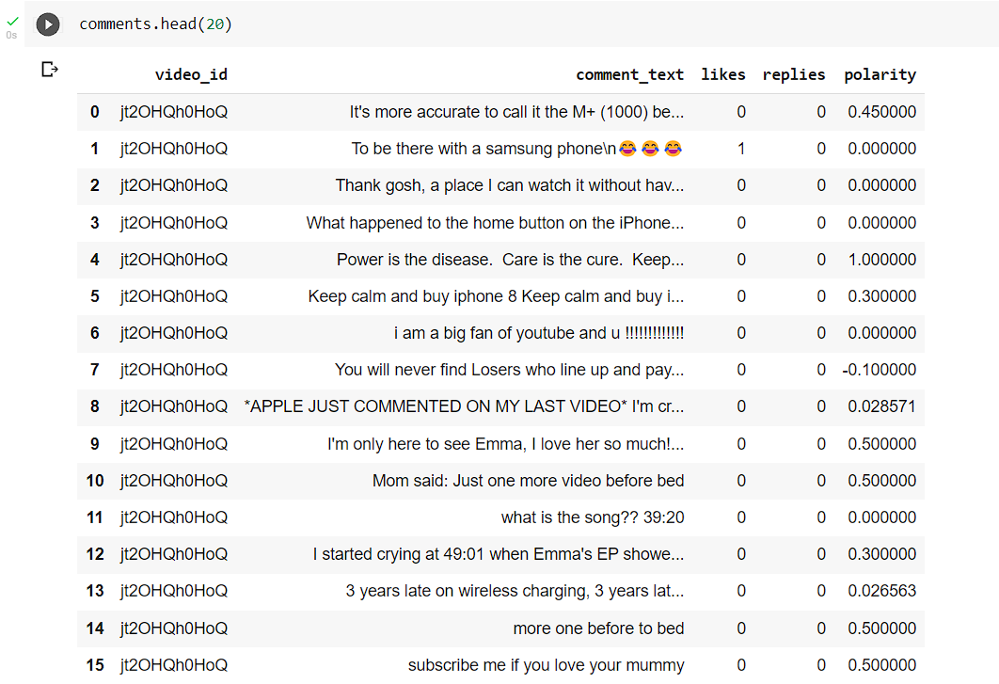 comments.head(20)
0s
video_id comment_text likes replies polarity
0 jt2OHQh0HoQ It's more accurate to call it the M+ (1000) be... 0 0 0.450000
1 jt2OHQh0HoQ To be there with a samsung phone\n😂😂😂 1 0 0.000000
2 jt2OHQh0HoQ Thank gosh, a place I can watch it without hav... 0 0 0.000000
3 jt2OHQh0HoQ What happened to the home button on the iPhone... 0 0 0.000000
4 jt2OHQh0HoQ Power is the disease.  Care is the cure.  Keep... 0 0 1.000000
5 jt2OHQh0HoQ Keep calm and buy iphone 8 Keep calm and buy i... 0 0 0.300000
6 jt2OHQh0HoQ i am a big fan of youtube and u !!!!!!!!!!!!! 0 0 0.000000
7 jt2OHQh0HoQ You will never find Losers who line up and pay... 0 0 -0.100000
8 jt2OHQh0HoQ *APPLE JUST COMMENTED ON MY LAST VIDEO* I'm cr... 0 0 0.028571
9 jt2OHQh0HoQ I'm only here to see Emma, I love her so much!... 0 0 0.500000
10 jt2OHQh0HoQ Mom said: Just one more video before bed 0 0 0.500000
11 jt2OHQh0HoQ what is the song?? 39:20 0 0 0.000000
12 jt2OHQh0HoQ I started crying at 49:01 when Emma's EP showe... 0 0 0.300000
13 jt2OHQh0HoQ 3 years late on wireless charging, 3 years lat... 0 0 0.026563
14 jt2OHQh0HoQ more one before to bed 0 0 0.500000
15 jt2OHQh0HoQ subscribe me if you love your mummy 0 0 0.500000